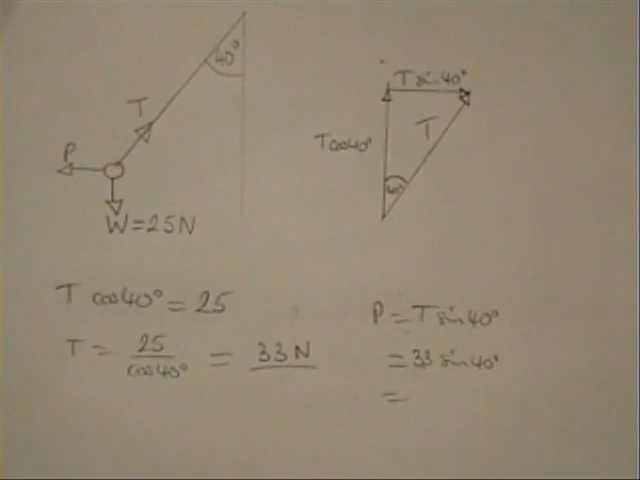 40°
T
P
W=25N
T sin 40°
T cos 40°
T
40
T cos 40° = 25
T = 25 / cos 40° = 33 N
P = T sin 40°
= 33 sin 40°
=